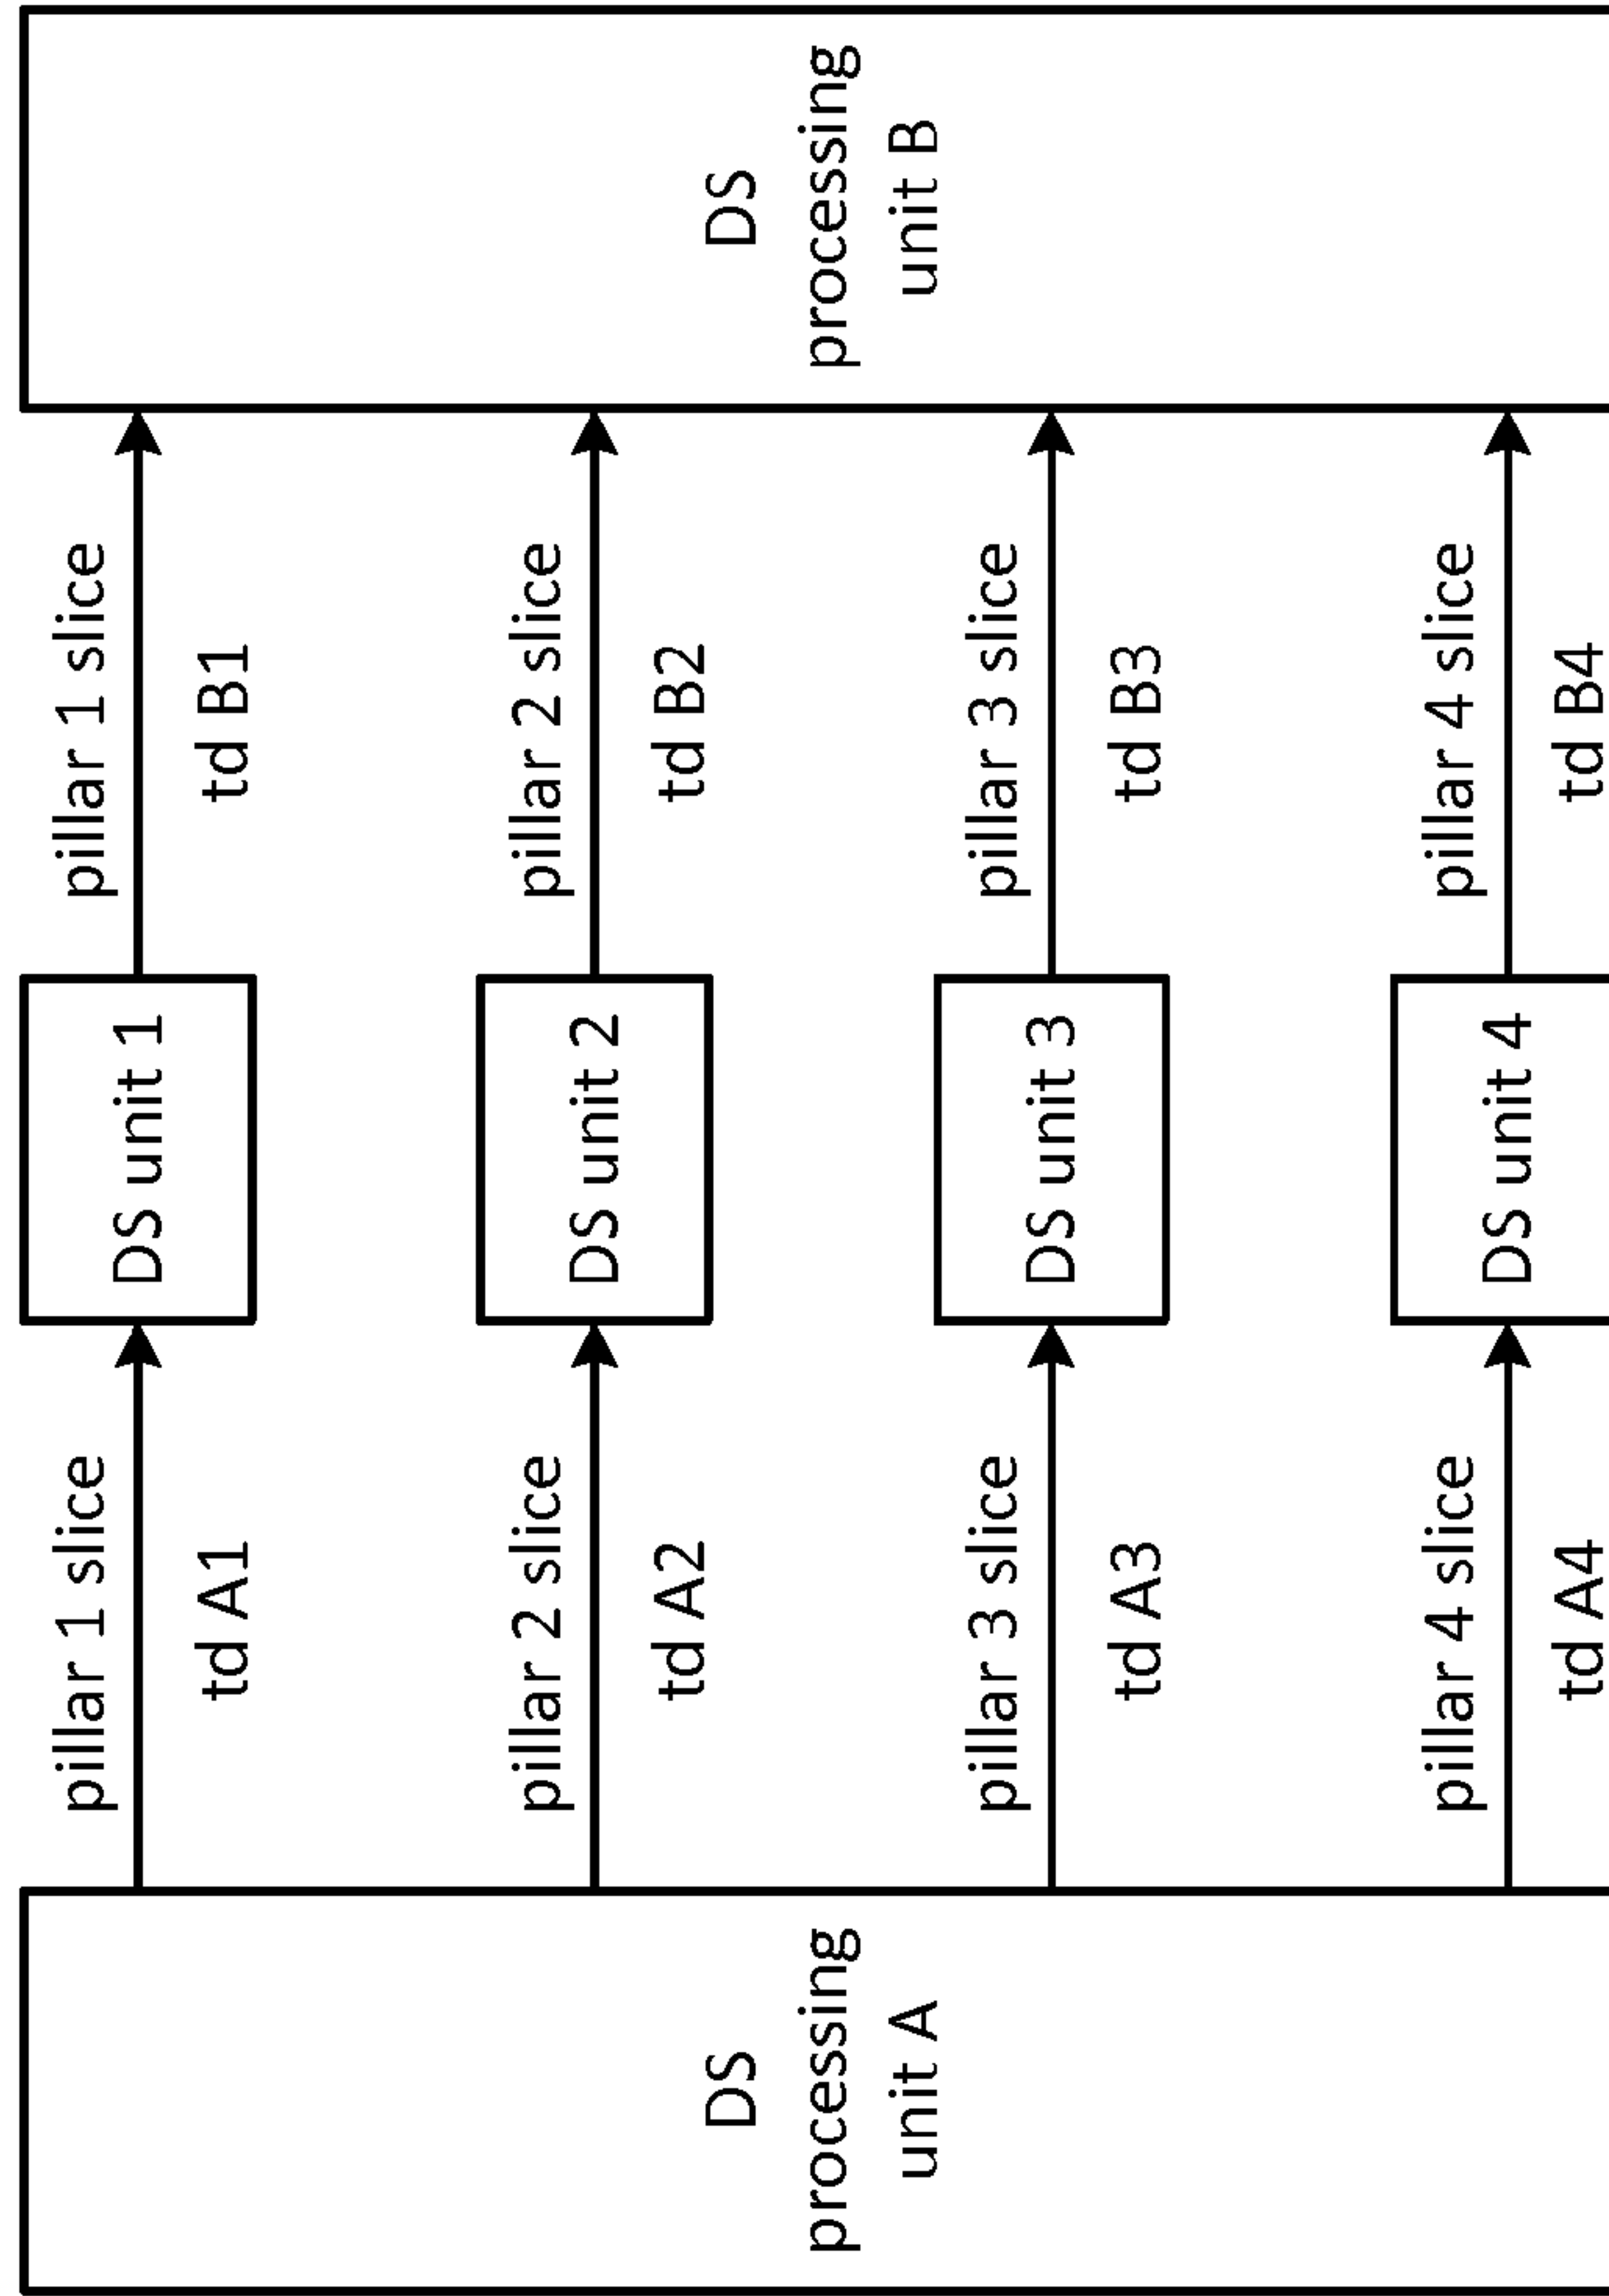 DS
processing
unit A
pillar 1 slice
td A1
DS unit 1
pillar 1 slice
td B1
pillar 2 slice
td A2
DS unit 2
pillar 2 slice
td B2
pillar 3 slice
td A3
DS unit 3
pillar 3 slice
td B3
pillar 4 slice
td A4
DS unit 4
pillar 4 slice
td B4
DS
processing
unit B